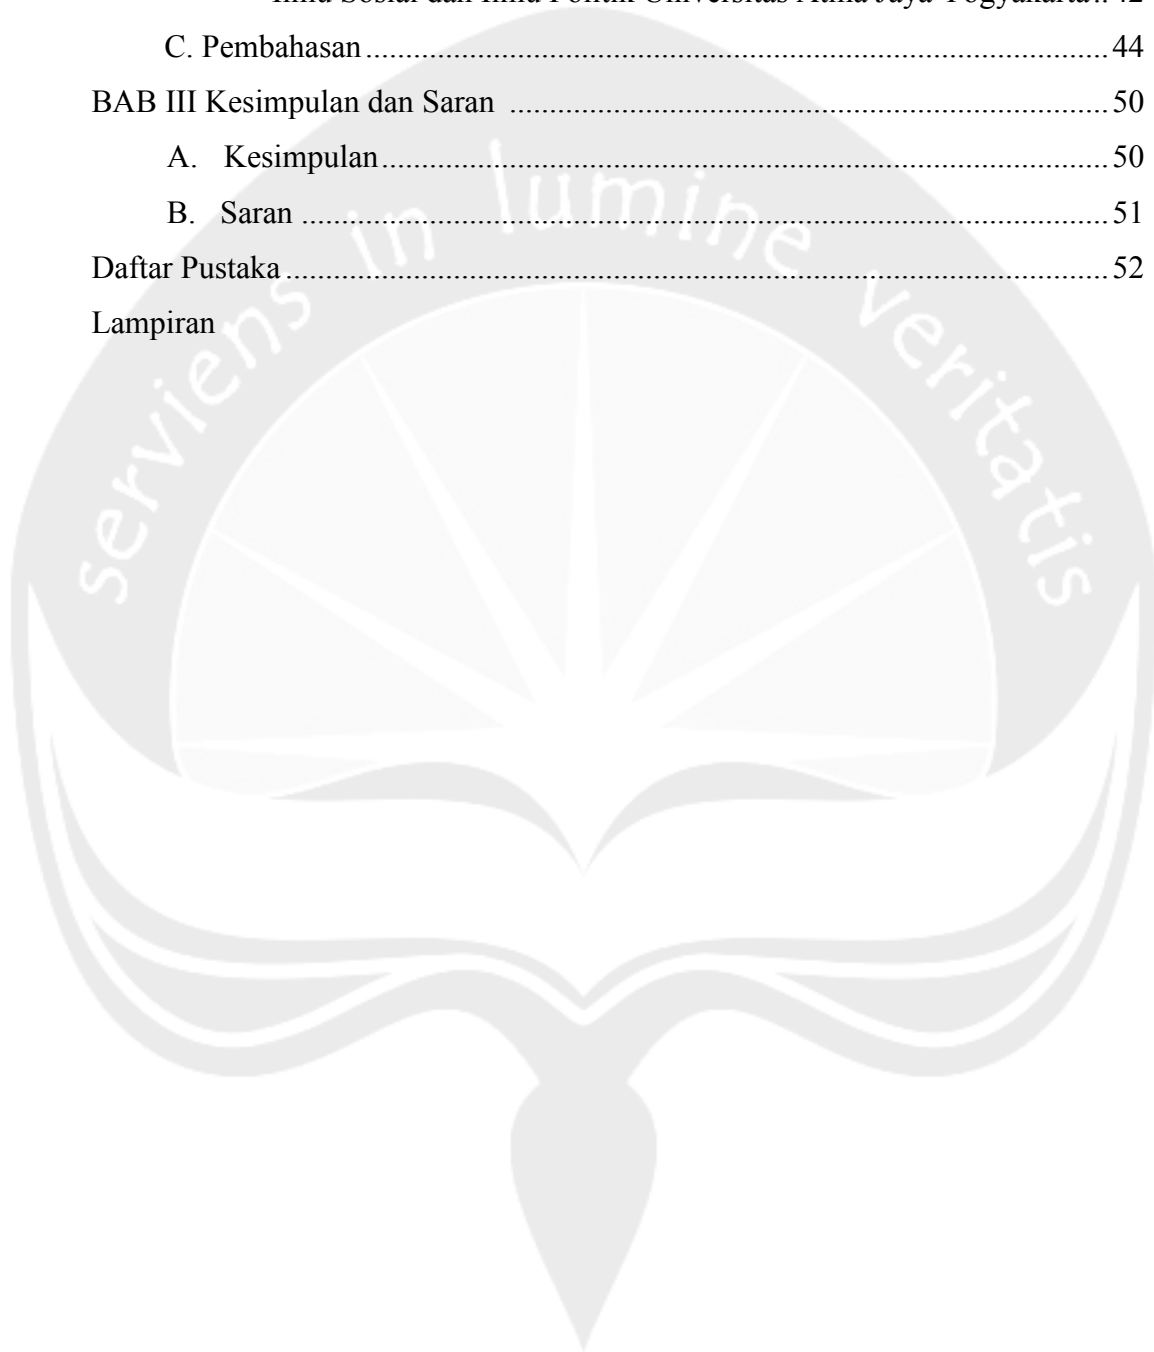 Ilmu Sosial dan Ilmu Politik Universitas Atma Jaya Yogyakarta.. 42
C. Pembahasan ........................................................................................... 44
BAB III Kesimpulan dan Saran ......................................................................... 50
A. Kesimpulan ......................................................................................... 50
B. Saran ................................................................................................... 51
Daftar Pustaka ..................................................................................................... 52
Lampiran
serviens in lumine veritatis